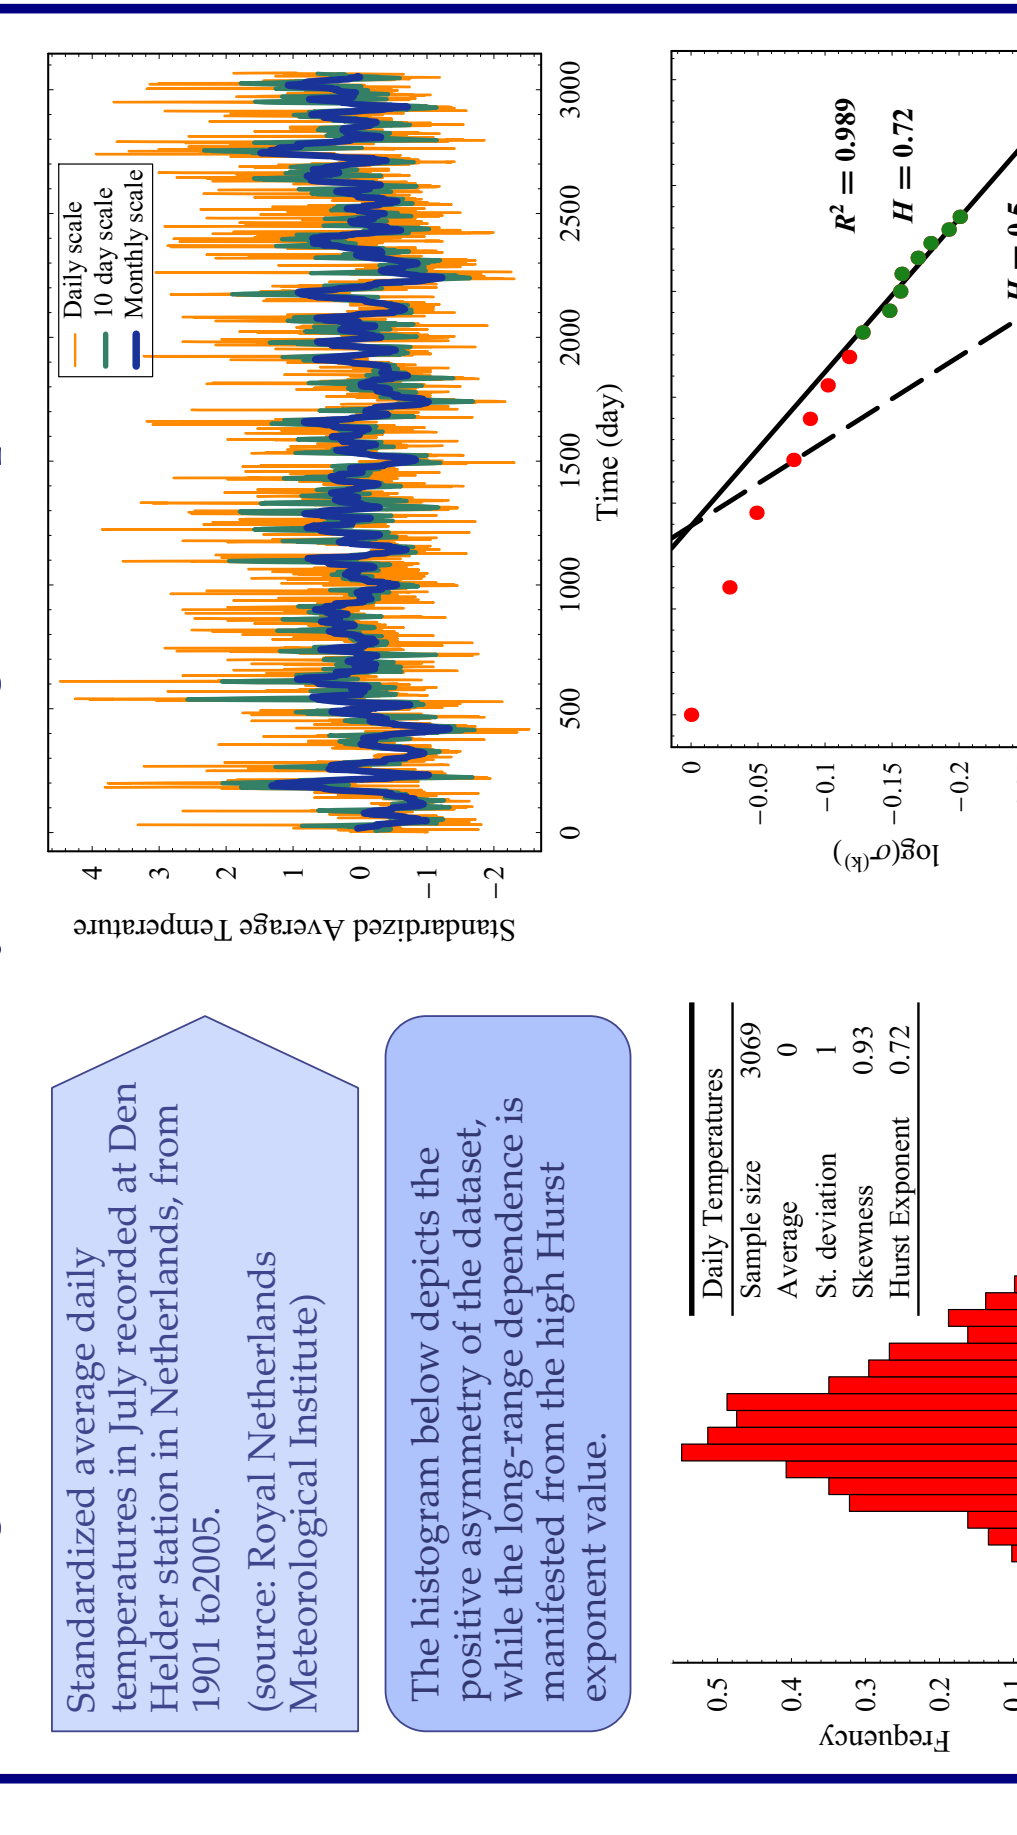 Standardized average daily
temperatures in July recorded at Den
Helder station in Netherlands, from
1901 to2005.
(source: Royal Netherlands
Meteorological Institute)
Standardized Average Temperature
4
3
2
1
0
−1
−2
Daily scale
10 day scale
Monthly scale
0
500
1000
1500
2000
2500
3000
Time (day)
The histogram below depicts the
positive asymmetry of the dataset,
while the long-range dependence is
manifested from the high Hurst
exponent value.
Frequency
0.5
0.4
0.3
0.2
Daily Temperatures
Sample size 3069
Average 0
St. deviation 1
Skewness 0.93
Hurst Exponent 0.72
log(σ(k))
0
−0.05
−0.1
−0.15
−0.2
R² = 0.989
H = 0.72